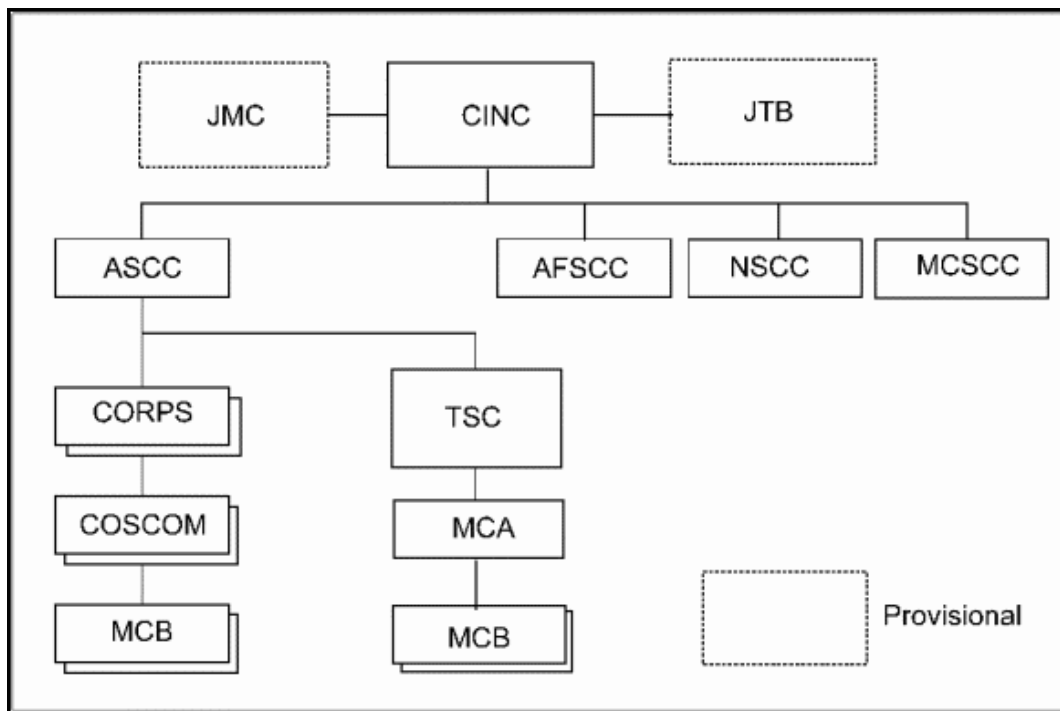 JMC
CINC
JTB
ASCC
AFSCC
NSCC
MCSCC
CORPS
TSC
COSCOM
MCA
MCB
MCB
Provisional